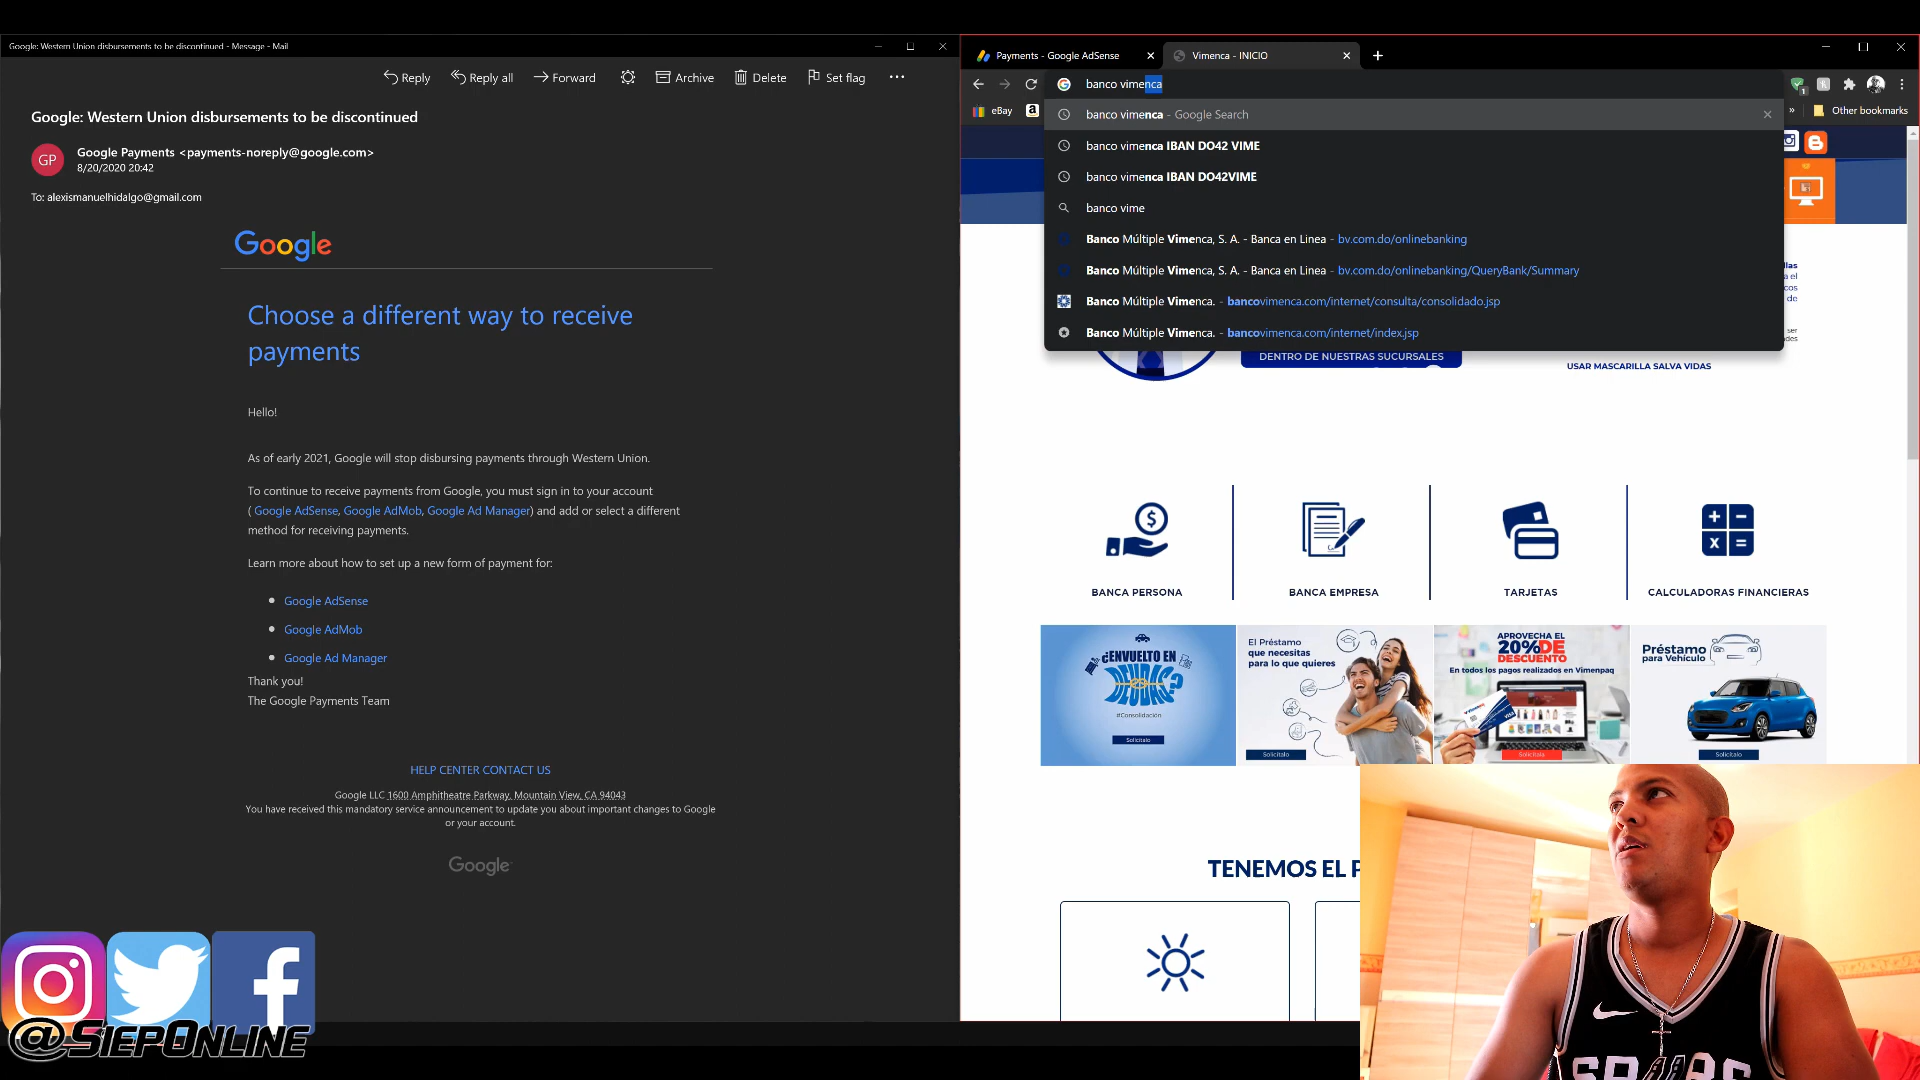 Google: Western Union disbursements to be discontinued - Message - Mail
Reply
Reply all
Forward
Archive
Delete
Set flag
Google: Western Union disbursements to be discontinued
GP
Google Payments <payments-noreply@google.com>
8/20/2020 20:42
To: alexismanuelhidalgo@gmail.com
Google
Choose a different way to receive
payments
Hello!
As of early 2021, Google will stop disbursing payments through Western Union.
To continue to receive payments from Google, you must sign in to your account
( Google AdSense, Google AdMob, Google Ad Manager) and add or select a different
method for receiving payments.
Learn more about how to set up a new form of payment for:
Google AdSense
Google AdMob
Google Ad Manager
Thank you!
The Google Payments Team
HELP CENTER CONTACT US
Google LLC 1600 Amphitheatre Parkway, Mountain View, CA 94043
You have received this mandatory service announcement to update you about important changes to Google
or your account.
Google
@SiepOnline
Payments - Google AdSense
Vimenca - INICIO
banco vimenca
eBay
Other bookmarks
banco vimenca - Google Search
banco vimenca IBAN DO42 VIME
banco vimenca IBAN DO42VIME
banco vime
Banco Múltiple Vimenca, S. A. - Banca en Linea - bv.com.do/onlinebanking
Banco Múltiple Vimenca, S. A. - Banca en Linea - bv.com.do/onlinebanking/QueryBank/Summary
Banco Múltiple Vimenca. - bancovimenca.com/internet/consulta/consolidado.jsp
Banco Múltiple Vimenca. - bancovimenca.com/internet/index.jsp
DENTRO DE NUESTRAS SUCURSALES
USAR MASCARILLA SALVA VIDAS
BANCA PERSONA
BANCA EMPRESA
TARJETAS
CALCULADORAS FINANCIERAS
¿ENVUELTO EN
DEUDAS?
#Consolidación
Solicítalo
El Préstamo
que necesitas
para lo que quieres
Solicítalo
APROVECHA EL
20% DE
DESCUENTO
En todos los pagos realizados en Vimenpaq
Solicítala
Préstamo
para Vehículo
Solicítalo
TENEMOS EL P